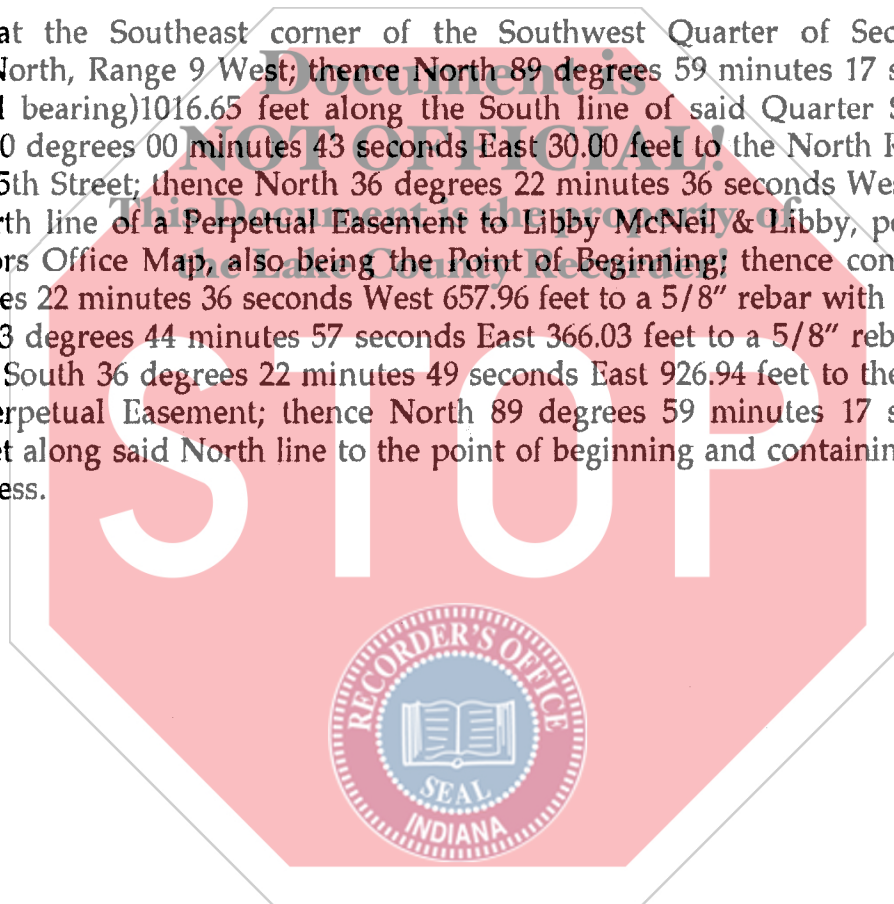 at the Southeast corner of the Southwest Quarter of Sec
North, Range 9 West; thence North 89 degrees 59 minutes 17 s
bearing)1016.65 feet along the South line of said Quarter S
0 degrees 00 minutes 43 seconds East 30.00 feet to the North R
5th Street; thence North 36 degrees 22 minutes 36 seconds We
rth line of a Perpetual Easement to Libby McNeil & Libby, pe
ors Office Map, also being the Point of Beginning; thence con
es 22 minutes 36 seconds West 657.96 feet to a 5/8" rebar with
3 degrees 44 minutes 57 seconds East 366.03 feet to a 5/8" reb
South 36 degrees 22 minutes 49 seconds East 926.94 feet to the
erpetual Easement; thence North 89 degrees 59 minutes 17 s
et along said North line to the point of beginning and containin
ess.
Document is
NOT OFFICIAL!
This Document is the property of
the Lake County Recorder!
STOP
RECORDER'S OFFICE
SEAL
INDIANA